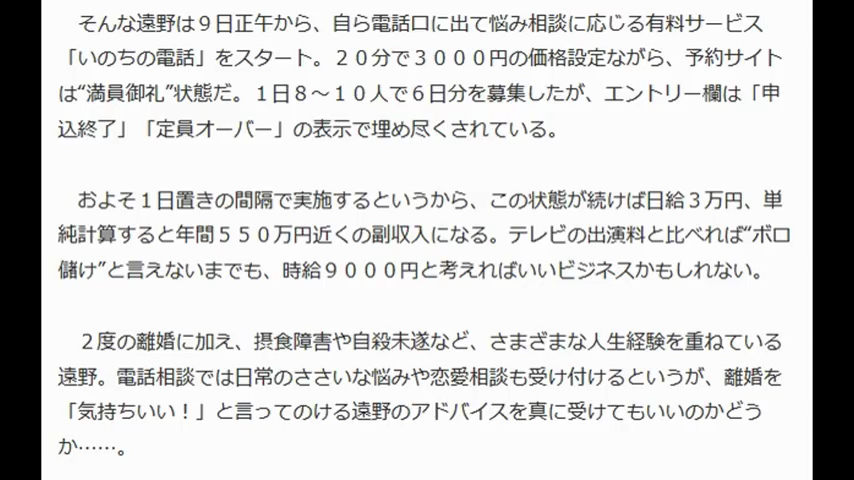 そんな遠野は９日正午から、自ら電話口に出て悩み相談に応じる有料サービス
「いのちの電話」をスタート。２０分で３０００円の価格設定ながら、予約サイト
は“満員御礼”状態だ。１日８～１０人で６日分を募集したが、エントリー欄は「申
込終了」「定員オーバー」の表示で埋め尽くされている。
およそ１日置きの間隔で実施するというから、この状態が続けば日給３万円、単
純計算すると年間５５０万円近くの副収入になる。テレビの出演料と比べれば“ボロ
儲け”と言えないまでも、時給９０００円と考えればいいビジネスかもしれない。
２度の離婚に加え、摂食障害や自殺未遂など、さまざまな人生経験を重ねている
遠野。電話相談では日常のささいな悩みや恋愛相談も受け付けるというが、離婚を
「気持ちいい！」と言ってのける遠野のアドバイスを真に受けてもいいのかどう
か……。